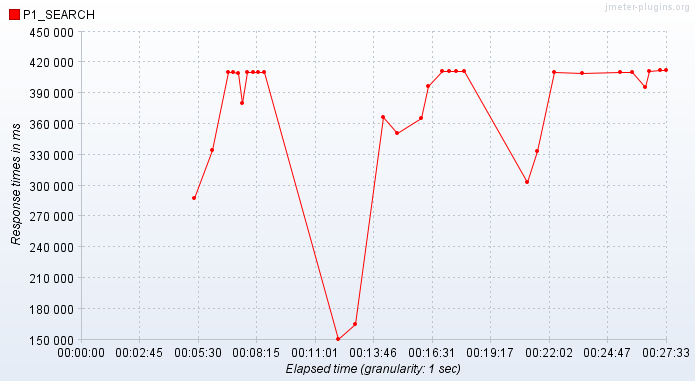 jmeter-plugins.org
P1_SEARCH
450 000
420 000
390 000
360 000
330 000
300 000
270 000
240 000
210 000
180 000
150 000
Response times in ms
00:00:00 00:02:45 00:05:30 00:08:15 00:11:01 00:13:46 00:16:31 00:19:17 00:22:02 00:24:47 00:27:33
Elapsed time (granularity: 1 sec)